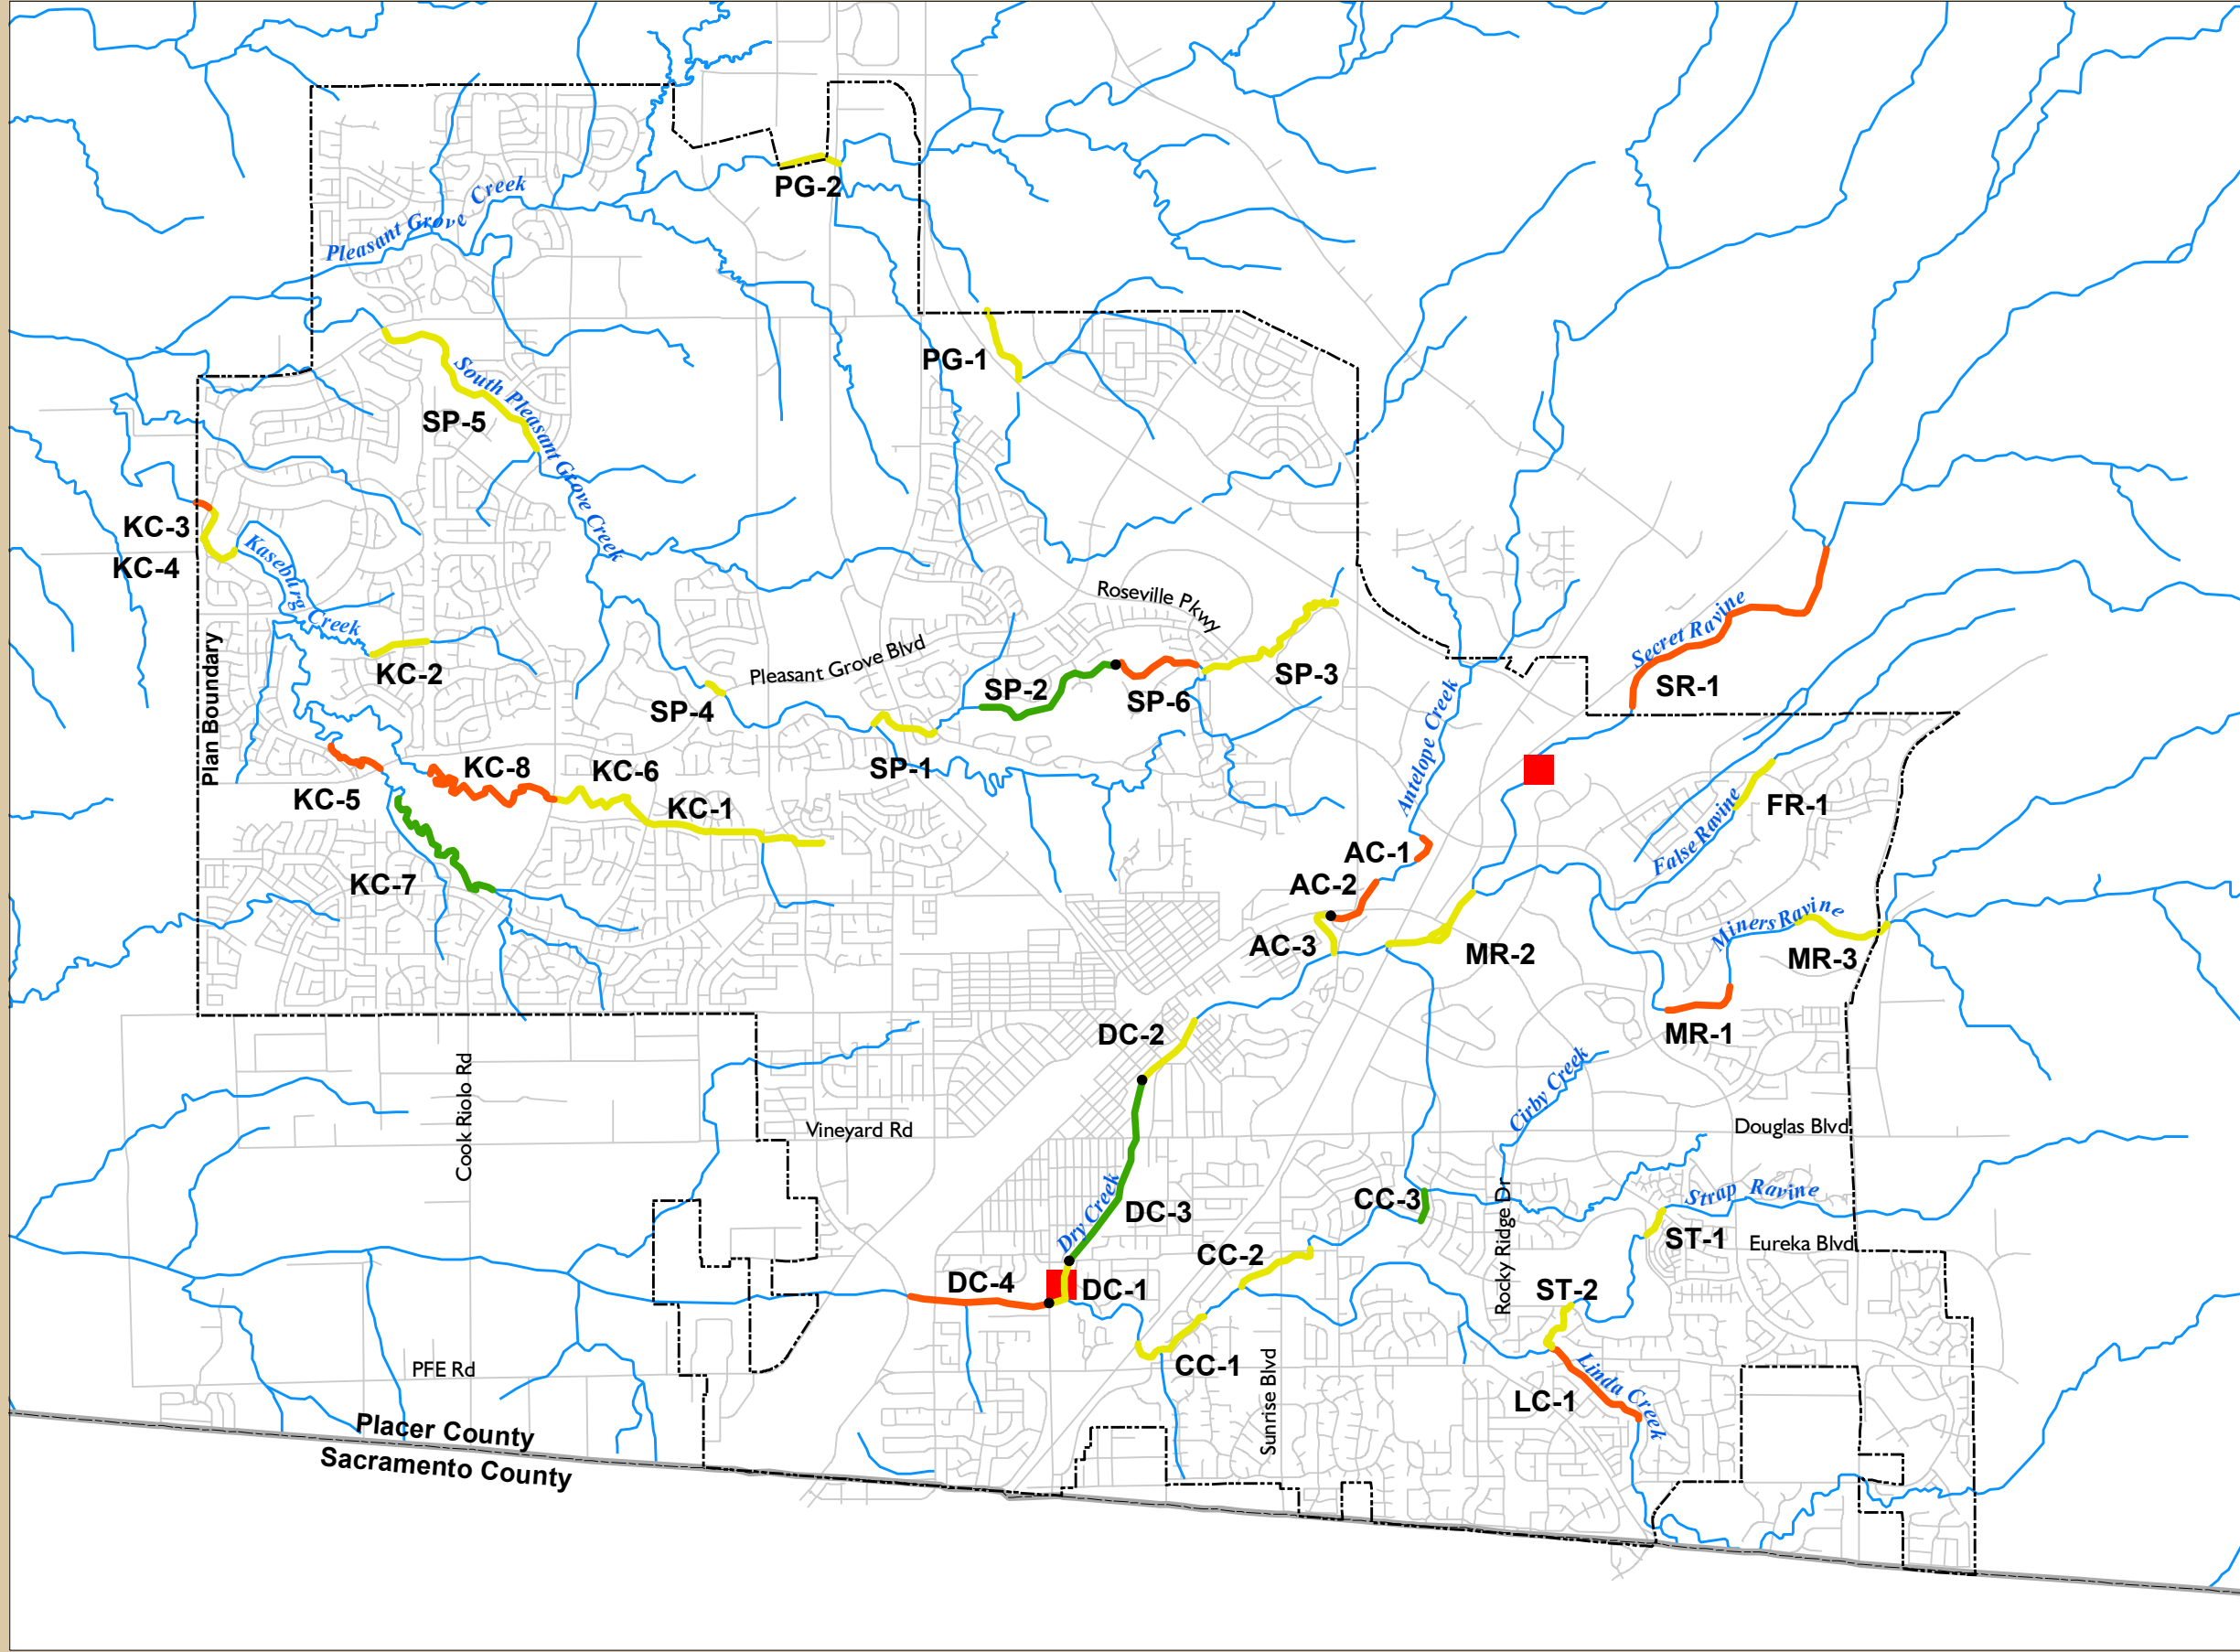 PG-2
Pleasant Grove Creek
PG-1
SP-5
South Pleasant Grove Creek
KC-3
KC-4
Kaseburg Creek
Roseville Pkwy
Secret Ravine
Plan Boundary
KC-2
Pleasant Grove Blvd
SP-4
SP-2
SP-6
SP-3
SR-1
Antelope Creek
KC-8
KC-6
SP-1
KC-5
KC-1
FR-1
False Ravine
AC-1
KC-7
AC-2
Miners Ravine
AC-3
MR-2
MR-3
DC-2
MR-1
Cirby Creek
Cook Riolo Rd
Vineyard Rd
Douglas Blvd
Dry Creek
DC-3
CC-3
Rocky Ridge Dr
Strap Ravine
ST-1
Eureka Blvd
CC-2
DC-4
DC-1
ST-2
PFE Rd
CC-1
Sunrise Blvd
LC-1
Linda Creek
Placer County
Sacramento County